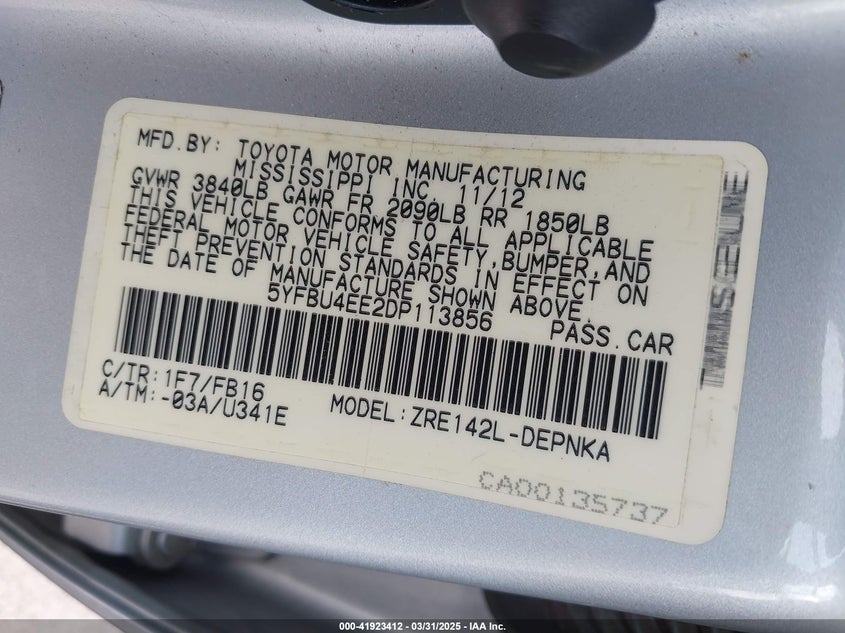 MFD.BY: TOYOTA MOTOR MANUFACTURING
MISSISSIPPI INC. 11/12
GVWR 3840LB GAWR FR 2090LB RR 1850LB
THIS VEHICLE CONFORMS TO ALL APPLICABLE
FEDERAL MOTOR VEHICLE SAFETY,BUMPER,AND
THEFT PREVENTION STANDARDS IN EFFECT ON
THE DATE OF MANUFACTURE SHOWN ABOVE.
5YFBU4EE2DP113856 PASS.CAR
C/TR:1F7/FB16
A/TM:-03A/U341E MODEL:ZRE142L-DEPNKA
CA00135737
000-41923412 - 03/31/2025 - IAA Inc.